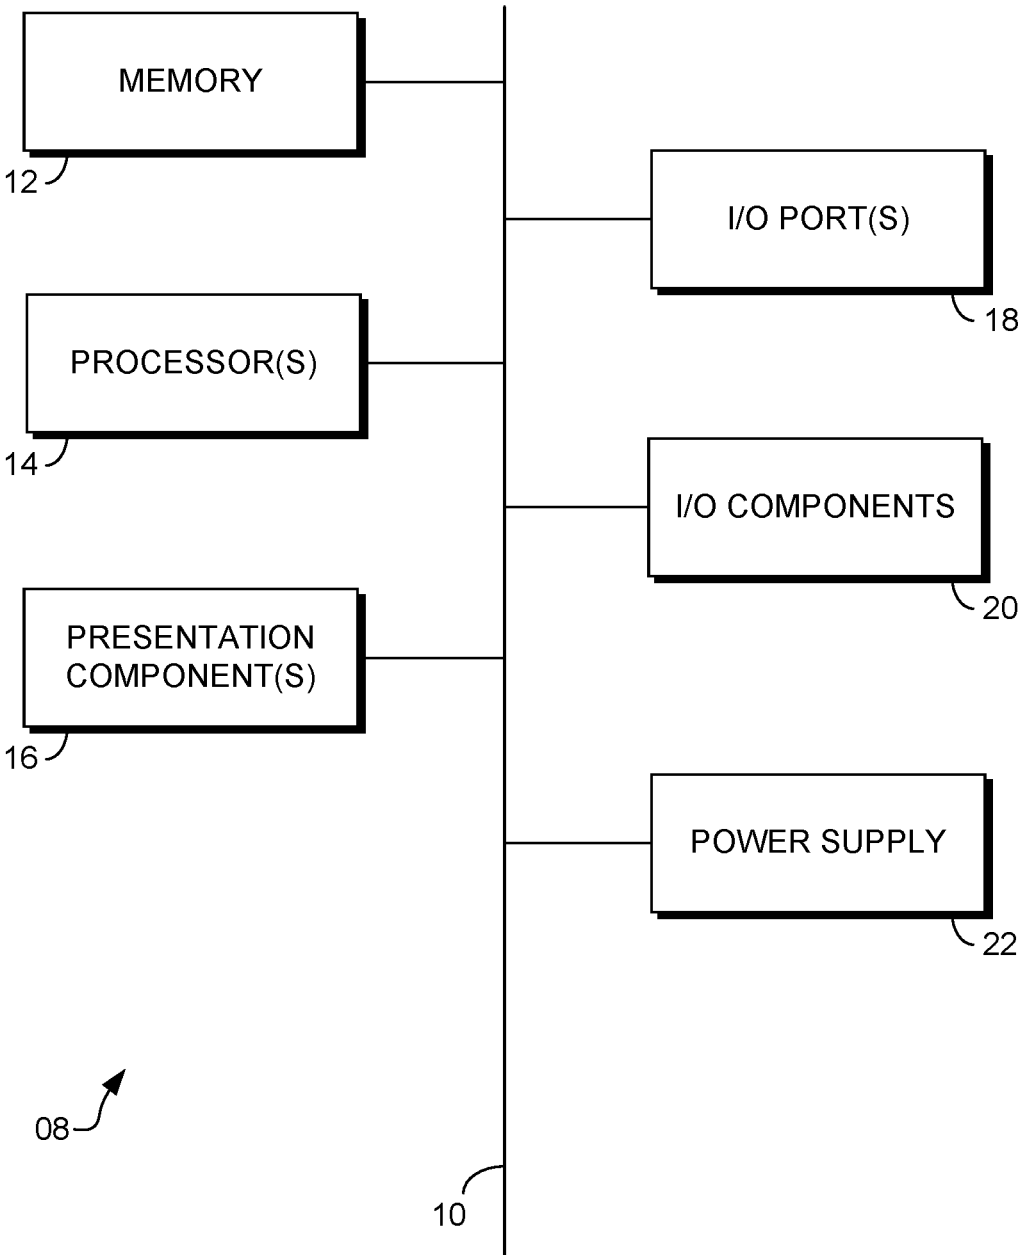 MEMORY
12
I/O PORT(S)
18
PROCESSOR(S)
14
I/O COMPONENTS
20
PRESENTATION
COMPONENT(S)
16
POWER SUPPLY
22
08
10